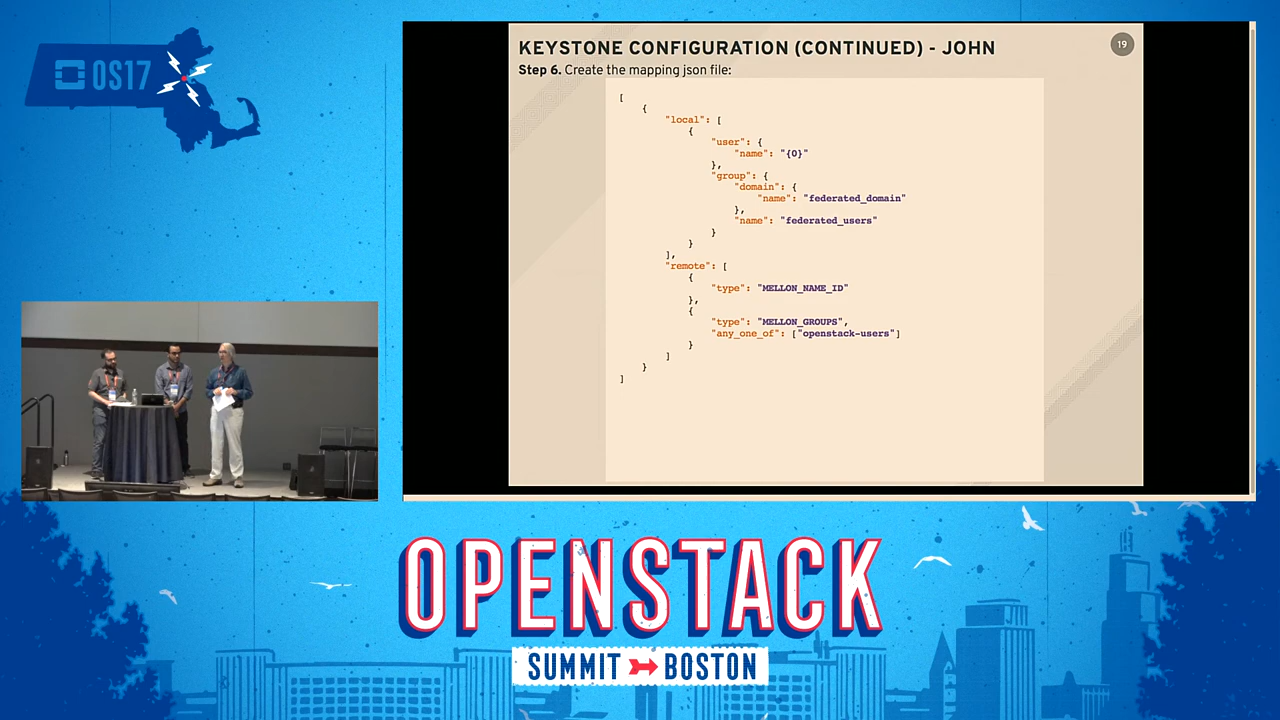 OS17
KEYSTONE CONFIGURATION (CONTINUED) - JOHN
19
Step 6. Create the mapping json file:
[
{
"local": [
{
"user": {
"name": "{0}"
},
"group": {
"domain": {
"name": "federated_domain"
},
"name": "federated_users"
}
}
],
"remote": [
{
"type": "MELLON_NAME_ID"
},
{
"type": "MELLON_GROUPS",
"any_one_of": ["openstack-users"]
}
]
}
]
OPENSTACK
SUMMIT BOSTON